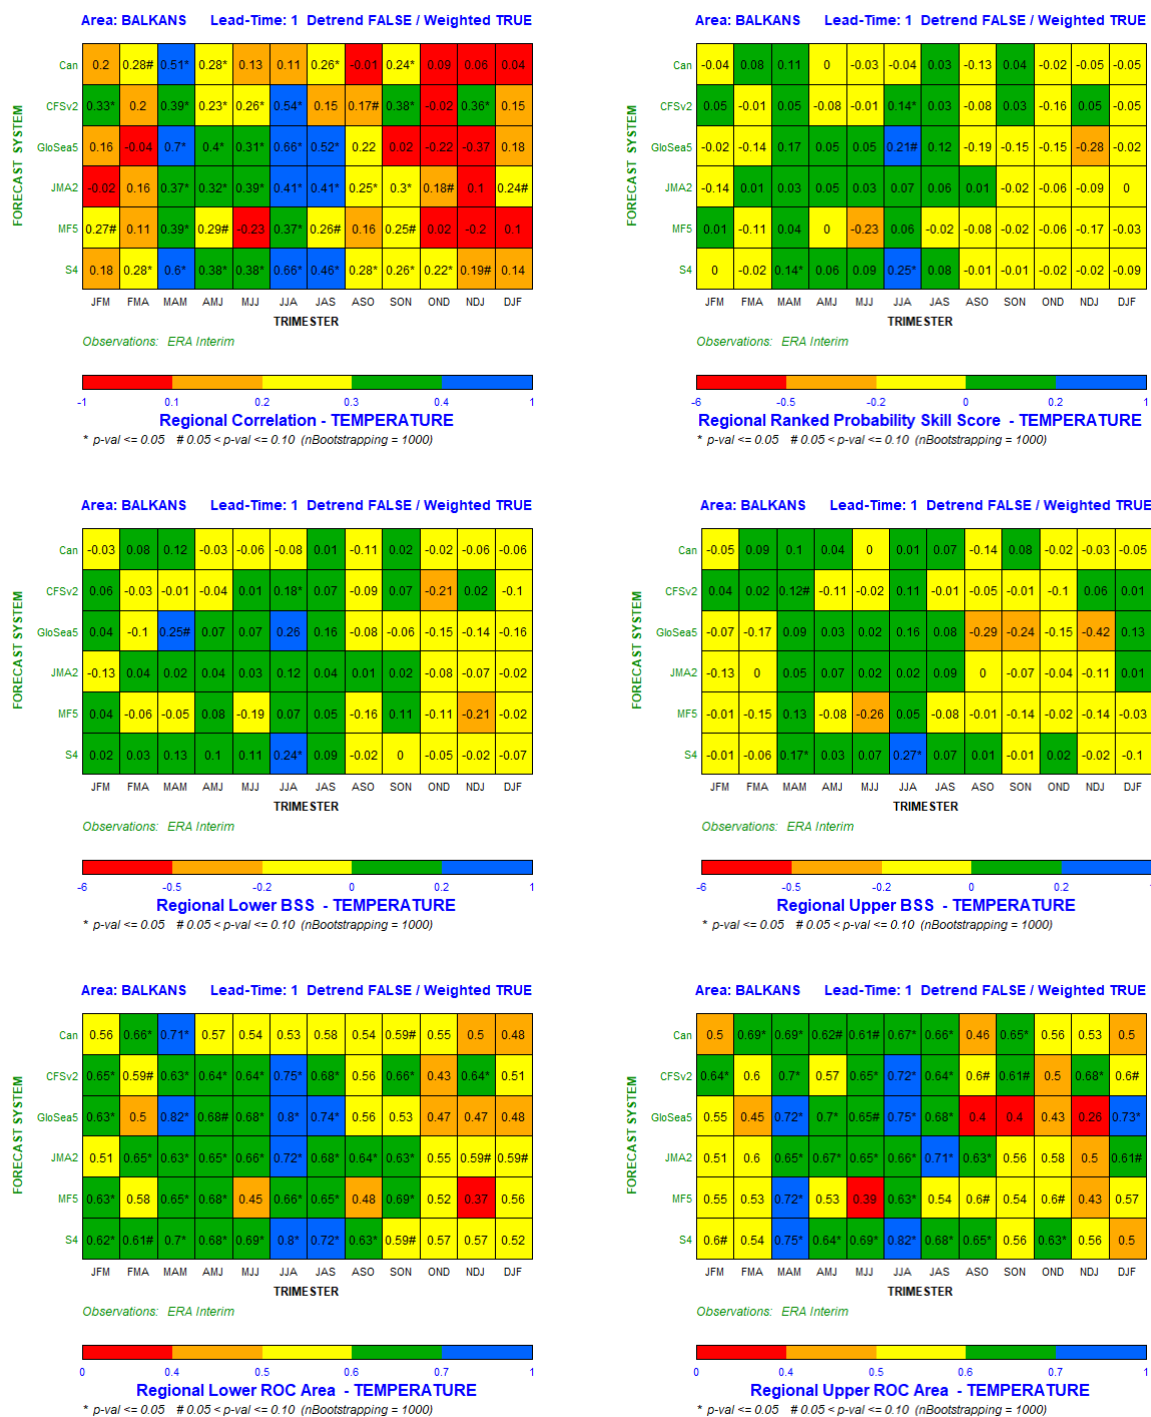 Area: BALKANS Lead-Time: 1 Detrend FALSE / Weighted TRUE
FORECAST SYSTEM
Can 0.2 0.28# 0.51* 0.28* 0.13 0.11 0.26* -0.01 0.24* 0.09 0.06 0.04
CFSv2 0.33* 0.2 0.39* 0.23* 0.26* 0.54* 0.15 0.17# 0.38* -0.02 0.36* 0.15
GloSea5 0.16 -0.04 0.7* 0.4* 0.31* 0.66* 0.52* 0.22 0.02 -0.22 -0.37 0.18
JMA2 -0.02 0.16 0.37* 0.32* 0.39* 0.41* 0.41* 0.25* 0.3* 0.18# 0.1 0.24#
MF5 0.27# 0.11 0.39* 0.29# -0.23 0.37* 0.26# 0.16 0.25# 0.02 -0.2 0.1
S4 0.18 0.28* 0.6* 0.38* 0.38* 0.66* 0.46* 0.28* 0.26* 0.22* 0.19# 0.14
JFM FMA MAM AMJ MJJ JJA JAS ASO SON OND NDJ DJF
TRIMESTER
Observations: ERA Interim
-1 0.1 0.2 0.3 0.4 1
Regional Correlation - TEMPERATURE
* p-val <= 0.05 # 0.05 < p-val <= 0.10 (nBootstrapping = 1000)
Area: BALKANS Lead-Time: 1 Detrend FALSE / Weighted TRUE
FORECAST SYSTEM
Can -0.04 0.08 0.11 0 -0.03 -0.04 0.03 -0.13 0.04 -0.02 -0.05 -0.05
CFSv2 0.05 -0.01 0.05 -0.08 -0.01 0.14* 0.03 -0.08 0.03 -0.16 0.05 -0.05
GloSea5 -0.02 -0.14 0.17 0.05 0.05 0.21# 0.12 -0.19 -0.15 -0.15 -0.28 -0.02
JMA2 -0.14 0.01 0.03 0.05 0.03 0.07 0.06 0.01 -0.02 -0.06 -0.09 0
MF5 0.01 -0.11 0.04 0 -0.23 0.06 -0.02 -0.08 -0.02 -0.06 -0.17 -0.03
S4 0 -0.02 0.14* 0.06 0.09 0.25* 0.08 -0.01 -0.01 -0.02 -0.02 -0.09
JFM FMA MAM AMJ MJJ JJA JAS ASO SON OND NDJ DJF
TRIMESTER
Observations: ERA Interim
-6 -0.5 -0.2 0 0.2 1
Regional Ranked Probability Skill Score - TEMPERATURE
* p-val <= 0.05 # 0.05 < p-val <= 0.10 (nBootstrapping = 1000)
Area: BALKANS Lead-Time: 1 Detrend FALSE / Weighted TRUE
FORECAST SYSTEM
Can -0.03 0.08 0.12 -0.03 -0.06 -0.08 0.01 -0.11 0.02 -0.02 -0.06 -0.06
CFSv2 0.06 -0.03 -0.01 -0.04 0.01 0.18* 0.07 -0.09 0.07 -0.21 0.02 -0.1
GloSea5 0.04 -0.1 0.25# 0.07 0.07 0.26 0.16 -0.08 -0.06 -0.15 -0.14 -0.16
JMA2 -0.13 0.04 0.02 0.04 0.03 0.12 0.04 0.01 0.02 -0.08 -0.07 -0.02
MF5 0.04 -0.06 -0.05 0.08 -0.19 0.07 0.05 -0.16 0.11 -0.11 -0.21 -0.02
S4 0.02 0.03 0.13 0.1 0.11 0.24* 0.09 -0.02 0 -0.05 -0.02 -0.07
JFM FMA MAM AMJ MJJ JJA JAS ASO SON OND NDJ DJF
TRIMESTER
Observations: ERA Interim
-6 -0.5 -0.2 0 0.2 1
Regional Lower BSS - TEMPERATURE
* p-val <= 0.05 # 0.05 < p-val <= 0.10 (nBootstrapping = 1000)
Area: BALKANS Lead-Time: 1 Detrend FALSE / Weighted TRUE
FORECAST SYSTEM
Can -0.05 0.09 0.1 0.04 0 0.01 0.07 -0.14 0.08 -0.02 -0.03 -0.05
CFSv2 0.04 0.02 0.12# -0.11 -0.02 0.11 -0.01 -0.05 -0.01 -0.1 0.06 0.01
GloSea5 -0.07 -0.17 0.09 0.03 0.02 0.16 0.08 -0.29 -0.24 -0.15 -0.42 0.13
JMA2 -0.13 0 0.05 0.07 0.02 0.02 0.09 0 -0.07 -0.04 -0.11 0.01
MF5 -0.01 -0.15 0.13 -0.08 -0.26 0.05 -0.08 -0.01 -0.14 -0.02 -0.14 -0.03
S4 -0.01 -0.06 0.17* 0.03 0.07 0.27* 0.07 0.01 -0.01 0.02 -0.02 -0.1
JFM FMA MAM AMJ MJJ JJA JAS ASO SON OND NDJ DJF
TRIMESTER
Observations: ERA Interim
-6 -0.5 -0.2 0 0.2 1
Regional Upper BSS - TEMPERATURE
* p-val <= 0.05 # 0.05 < p-val <= 0.10 (nBootstrapping = 1000)
Area: BALKANS Lead-Time: 1 Detrend FALSE / Weighted TRUE
FORECAST SYSTEM
Can 0.56 0.66* 0.71* 0.57 0.54 0.53 0.58 0.54 0.59# 0.55 0.5 0.48
CFSv2 0.65* 0.59# 0.63* 0.64* 0.64* 0.75* 0.68* 0.56 0.66* 0.43 0.64* 0.51
GloSea5 0.63* 0.5 0.82* 0.68# 0.68* 0.8* 0.74* 0.56 0.53 0.47 0.47 0.48
JMA2 0.51 0.65* 0.63* 0.65* 0.66* 0.72* 0.68* 0.64* 0.63* 0.55 0.59# 0.59#
MF5 0.63* 0.58 0.65* 0.68* 0.45 0.66* 0.65* 0.48 0.69* 0.52 0.37 0.56
S4 0.62* 0.61# 0.7* 0.68* 0.69* 0.8* 0.72* 0.63* 0.59# 0.57 0.57 0.52
JFM FMA MAM AMJ MJJ JJA JAS ASO SON OND NDJ DJF
TRIMESTER
Observations: ERA Interim
0 0.4 0.5 0.6 0.7 1
Regional Lower ROC Area - TEMPERATURE
* p-val <= 0.05 # 0.05 < p-val <= 0.10 (nBootstrapping = 1000)
Area: BALKANS Lead-Time: 1 Detrend FALSE / Weighted TRUE
FORECAST SYSTEM
Can 0.5 0.69* 0.69* 0.62# 0.61# 0.67* 0.66* 0.46 0.65* 0.56 0.53 0.5
CFSv2 0.64* 0.6 0.7* 0.57 0.65* 0.72* 0.64* 0.6# 0.61# 0.5 0.68* 0.6#
GloSea5 0.55 0.45 0.72* 0.7* 0.65# 0.75* 0.68* 0.4 0.4 0.43 0.26 0.73*
JMA2 0.51 0.6 0.65* 0.67* 0.65* 0.66* 0.71* 0.63* 0.56 0.58 0.5 0.61#
MF5 0.55 0.53 0.72* 0.53 0.39 0.63* 0.54 0.6# 0.54 0.6# 0.43 0.57
S4 0.6# 0.54 0.75* 0.64* 0.69* 0.82* 0.68* 0.65* 0.56 0.63* 0.56 0.5
JFM FMA MAM AMJ MJJ JJA JAS ASO SON OND NDJ DJF
TRIMESTER
Observations: ERA Interim
0 0.4 0.5 0.6 0.7 1
Regional Upper ROC Area - TEMPERATURE
* p-val <= 0.05 # 0.05 < p-val <= 0.10 (nBootstrapping = 1000)